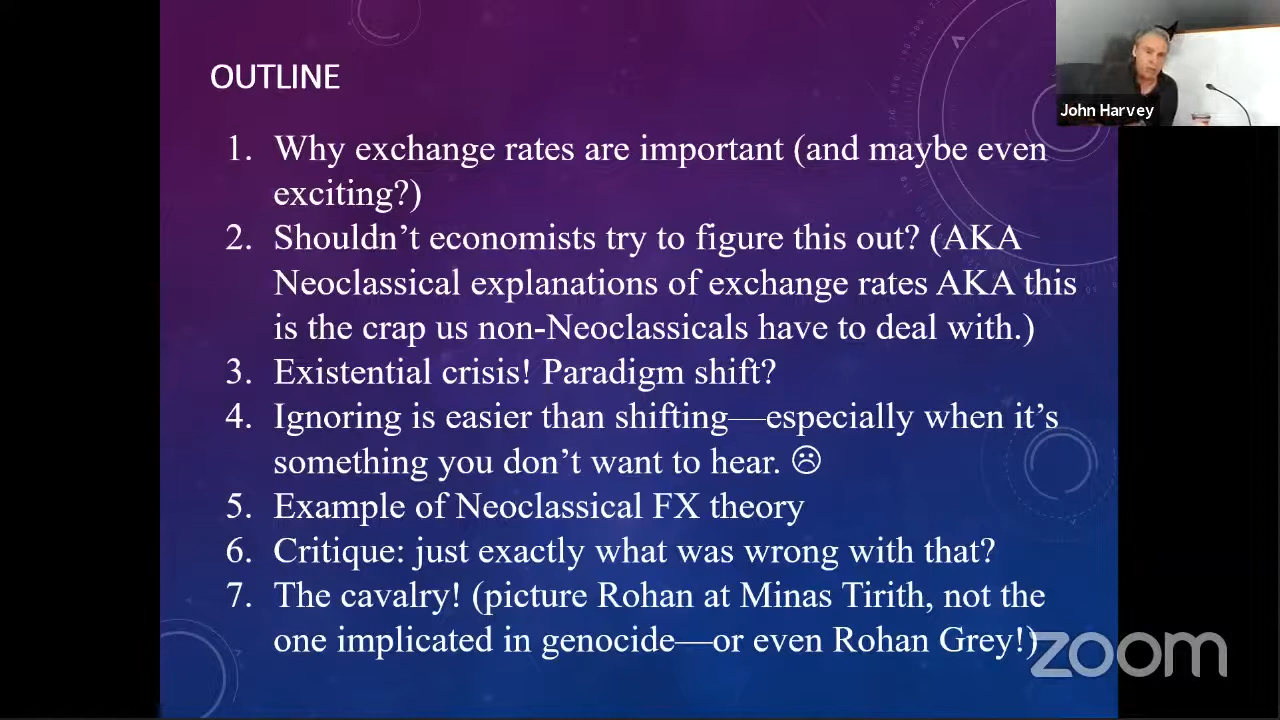 OUTLINE
John Harvey
1. Why exchange rates are important (and maybe even
exciting?)
2. Shouldn’t economists try to figure this out? (AKA
Neoclassical explanations of exchange rates AKA this
is the crap us non-Neoclassicals have to deal with.)
3. Existential crisis! Paradigm shift?
4. Ignoring is easier than shifting—especially when it’s
something you don’t want to hear. ☹
5. Example of Neoclassical FX theory
6. Critique: just exactly what was wrong with that?
7. The cavalry! (picture Rohan at Minas Tirith, not the
one implicated in genocide—or even Rohan Grey!)
zoom